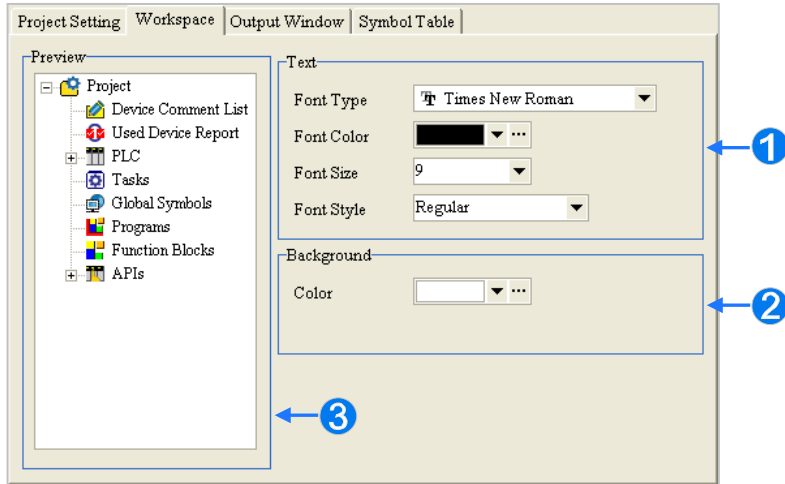 Project Setting
Workspace
Output Window
Symbol Table
Preview
Project
Device Comment List
Used Device Report
PLC
Tasks
Global Symbols
Programs
Function Blocks
APIs
Text
Font Type
Times New Roman
Font Color
Font Size
9
Font Style
Regular
1
Background
Color
2
3